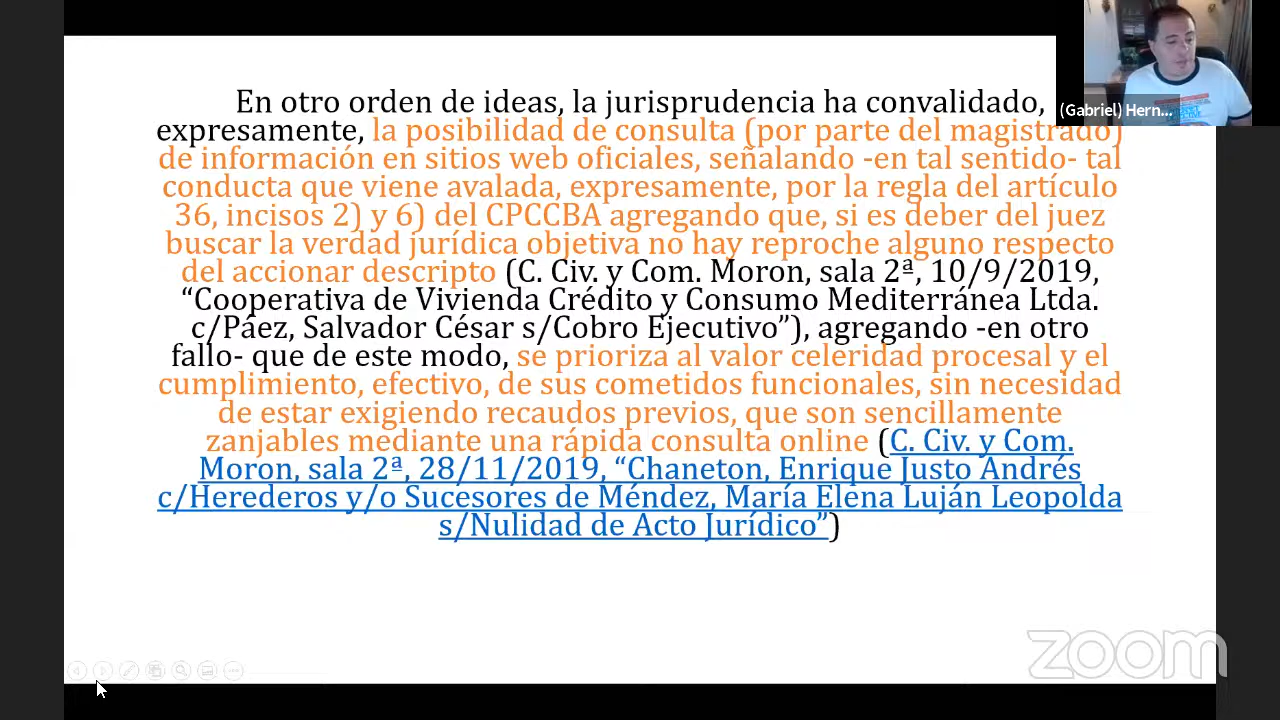 En otro orden de ideas, la jurisprudencia ha convalidado,
expresamente, la posibilidad de consulta (por parte del magistrado)
de información en sitios web oficiales, señalando -en tal sentido- tal
conducta que viene avalada, expresamente, por la regla del artículo
36, incisos 2) y 6) del CPCCBA agregando que, si es deber del juez
buscar la verdad jurídica objetiva no hay reproche alguno respecto
del accionar descripto (C. Civ. y Com. Moron, sala 2ª, 10/9/2019,
“Cooperativa de Vivienda Crédito y Consumo Mediterránea Ltda.
c/Páez, Salvador César s/Cobro Ejecutivo”), agregando -en otro
fallo- que de este modo, se prioriza al valor celeridad procesal y el
cumplimiento, efectivo, de sus cometidos funcionales, sin necesidad
de estar exigiendo recaudos previos, que son sencillamente
zanjables mediante una rápida consulta online (C. Civ. y Com.
Moron, sala 2ª, 28/11/2019, “Chaneton, Enrique Justo Andrés
c/Herederos y/o Sucesores de Méndez, María Elena Luján Leopolda
s/Nulidad de Acto Jurídico”)
(Gabriel) Hern...
zoom